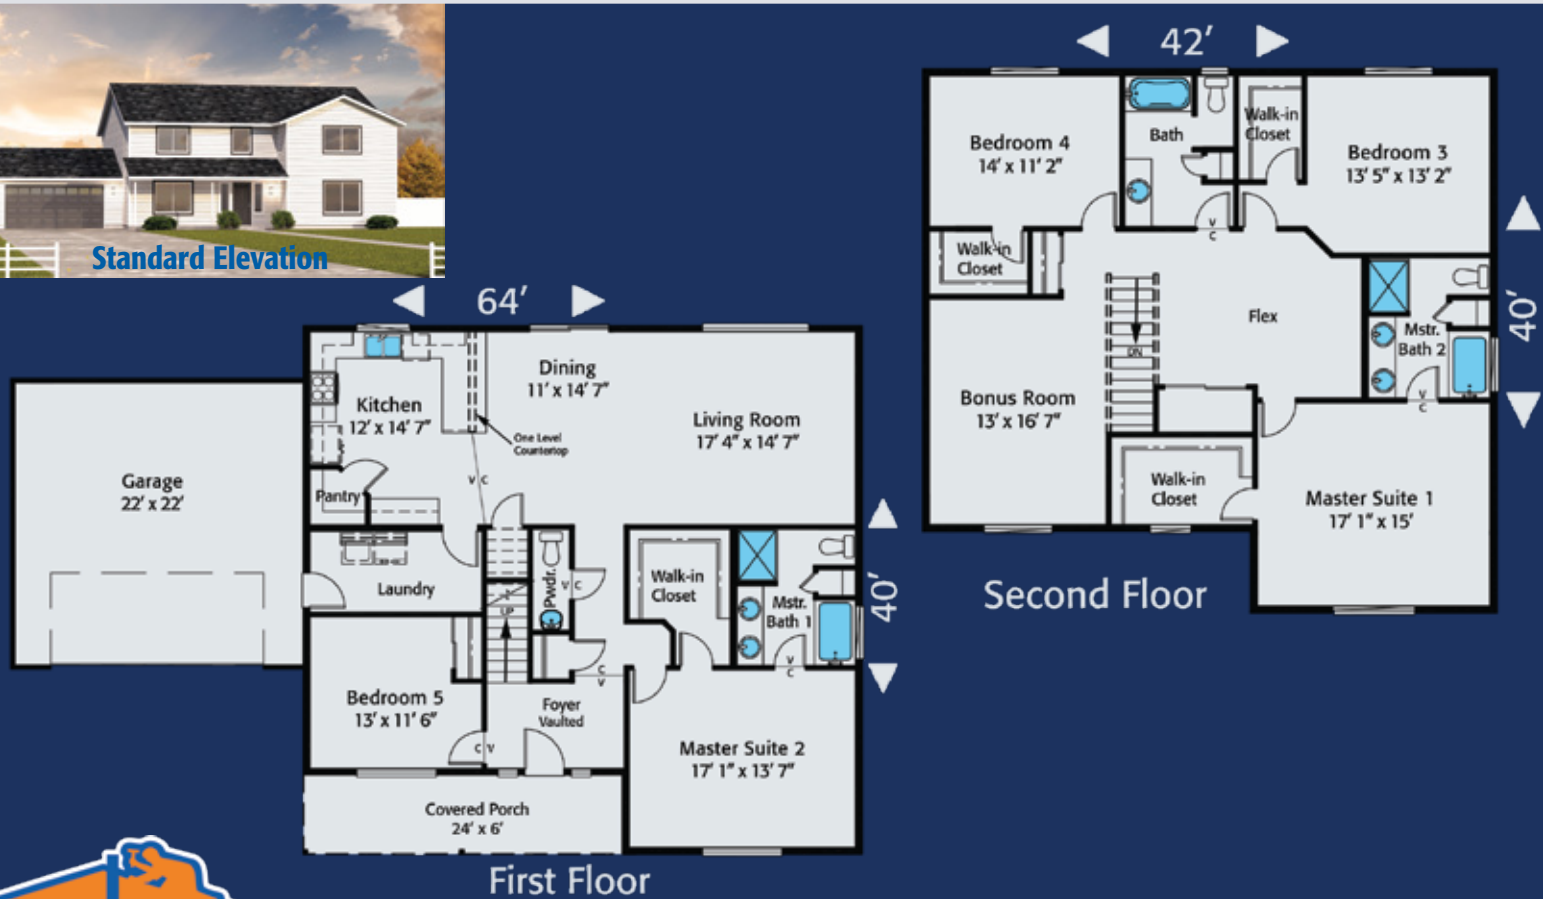 Standard Elevation
64’
Garage
22’ x 22’
Kitchen
12’ x 14’ 7”
Pantry
Dining
11’ x 14’ 7”
One Level
Countertop
Living Room
17’ 4” x 14’ 7”
V C
Laundry
UP
Pwdr.
V C
Walk-in
Closet
Mstr.
Bath 1
V
C
40’
C
V
Bedroom 5
13’ x 11’ 6”
C V
Foyer
Vaulted
Master Suite 2
17’ 1” x 13’ 7”
Covered Porch
24’ x 6’
First Floor
42’
Bedroom 4
14’ x 11’ 2”
Bath
Walk-in
Closet
Bedroom 3
13’ 5” x 13’ 2”
V
C
Walk-in
Closet
Flex
DN
Mstr.
Bath 2
V
C
40’
Bonus Room
13’ x 16’ 7”
Walk-in
Closet
Master Suite 1
17’ 1” x 15’
Second Floor